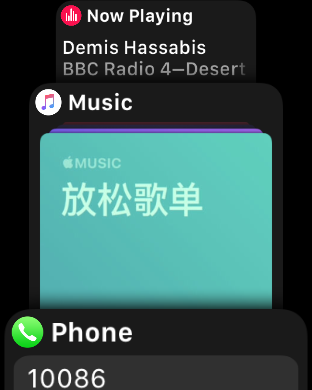 Now Playing
Demis Hassabis
BBC Radio 4—Desert
Music
MUSIC
放松歌单
Phone
10086